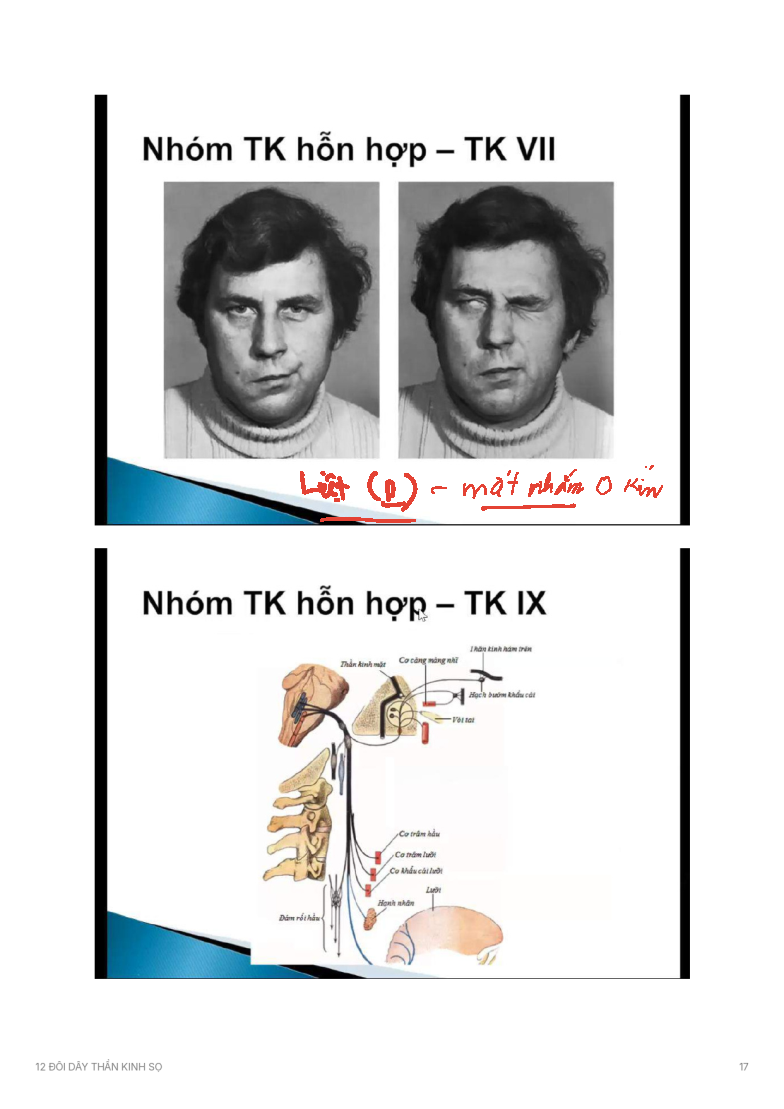 Nhóm TK hỗn hợp – TK VII
Liệt (P) – mắt nhắm 0 kín
Nhóm TK hỗn hợp – TK IX
Thần kinh mặt
Cơ căng màng nhĩ
Thần kinh hàm trên
Hạch bướm khẩu cái
Vòi tai
Cơ trâm hầu
Cơ trâm lưỡi
Cơ khẩu cái lưỡi
Lưỡi
Hạnh nhân
Đám rối hầu
12 ĐÔI DÂY THẦN KINH SỌ
17